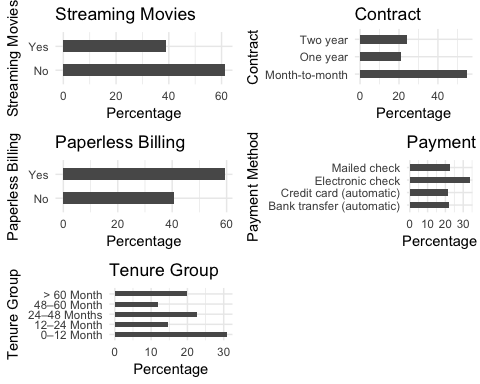 Streaming Movies
Streaming Movies
Yes
No
0 20 40 60
Percentage
Contract
Contract
Two year
One year
Month-to-month
0 20 40
Percentage
Paperless Billing
Paperless Billing
Yes
No
0 20 40 60
Percentage
Payment
Payment Method
Mailed check
Electronic check
Credit card (automatic)
Bank transfer (automatic)
0 10 20 30
Percentage
Tenure Group
Tenure Group
> 60 Month
48–60 Month
24–48 Months
12–24 Month
0–12 Month
0 10 20 30
Percentage